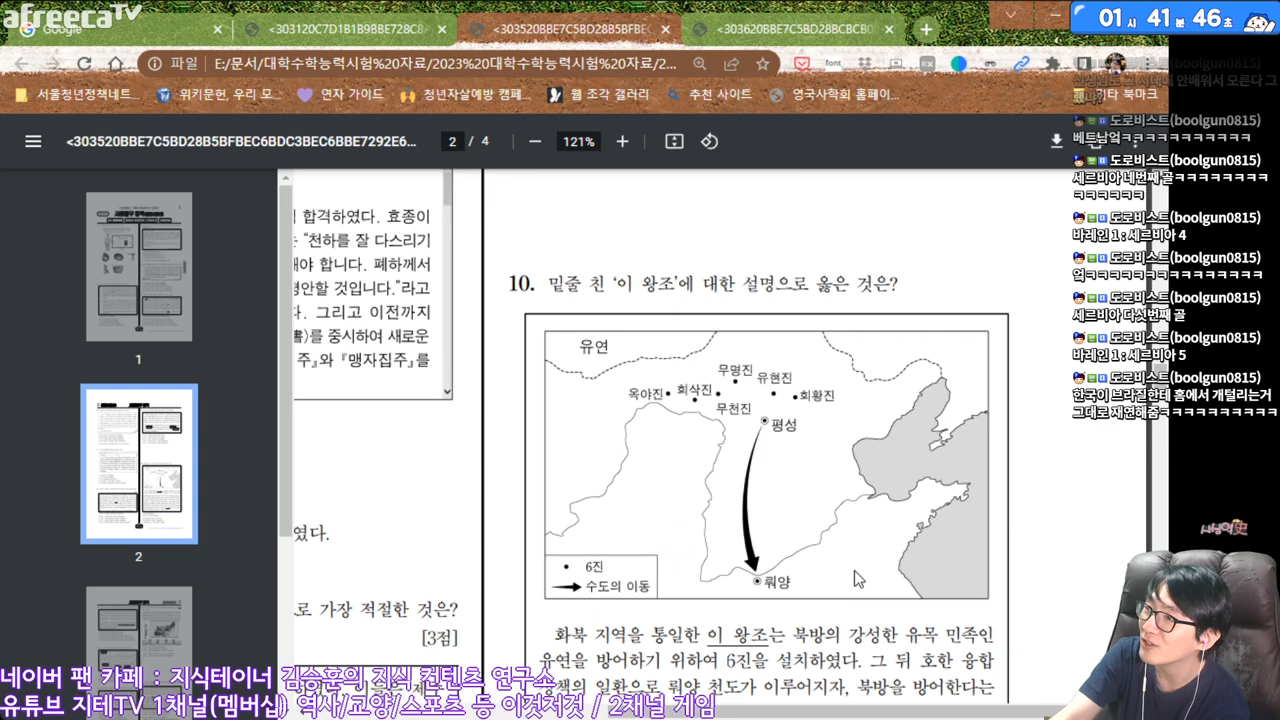 afreecaTV
Google
<303120C7D1B1B9BBE728C8
<303520BBE7C5BD28B5BFBEC
<303620BBE7C5BD28BCBCB0
01 시 41 분 46 초
파일
E:/문서/대학수학능력시험%20자료/2023%20대학수학능력시험%20자료/2...
font
서울청년정책네트...
위키문헌, 우리 모...
연자 가이드
청년자살예방 캠페...
웹 조각 갤러리
추천 사이트
영국사학회 홈페이...
기타 북마크
<303520BBE7C5BD28B5BFBEC6BDC3BEC6BBE7292E6...
2 / 4
121%
도로비스트(boolgun0815)
베트남엌ㅋㅋㅋㅋㅋㅋㅋㅋㅋㅋㅋ
도로비스트(boolgun0815)
세르비아 네번째 골ㅋㅋㅋㅋㅋㅋㅋㅋ
ㅋㅋㅋㅋㅋㅋ
도로비스트(boolgun0815)
바레인 1 : 세르비아 4
도로비스트(boolgun0815)
엌ㅋㅋㅋㅋㅋㅋㅋㅋㅋㅋㅋㅋㅋㅋ
도로비스트(boolgun0815)
세르비아 다섯번째 골
도로비스트(boolgun0815)
바레인 1 : 세르비아 5
도로비스트(boolgun0815)
한국이 브라질한테 홈에서 개털리는거
그대로 재연해줌ㅋㅋㅋㅋㅋㅋㅋㅋㅋㅋ
1
2
합격하였다. 효종이
"천하를 잘 다스리기
해야 합니다. 폐하께서
평안할 것입니다."라고
다. 그리고 이전까지
書)를 중시하여 새로운
주』와 『맹자집주』를
였다.
로 가장 적절한 것은?
[3점]
10. 밑줄 친 '이 왕조'에 대한 설명으로 옳은 것은?
유연
무명진
유현진
옥야진
회삭진
무천진
회황진
평성
뤄양
6진
수도의 이동
화북 지역을 통일한 이 왕조는 북방의 강성한 유목 민족인
유연을 방어하기 위하여 6진을 설치하였다. 그 뒤 호한 융합
정책의 일환으로 뤄양 천도가 이루어지자, 북방을 방어한다는
사심역史
네이버 팬 카페 : 지식테이너 김승훈의 지식 컨텐츠 연구소
유튜브 지테TV 1채널(멤버십) 역사/교양/스포츠 등 이것저것 / 2채널 게임